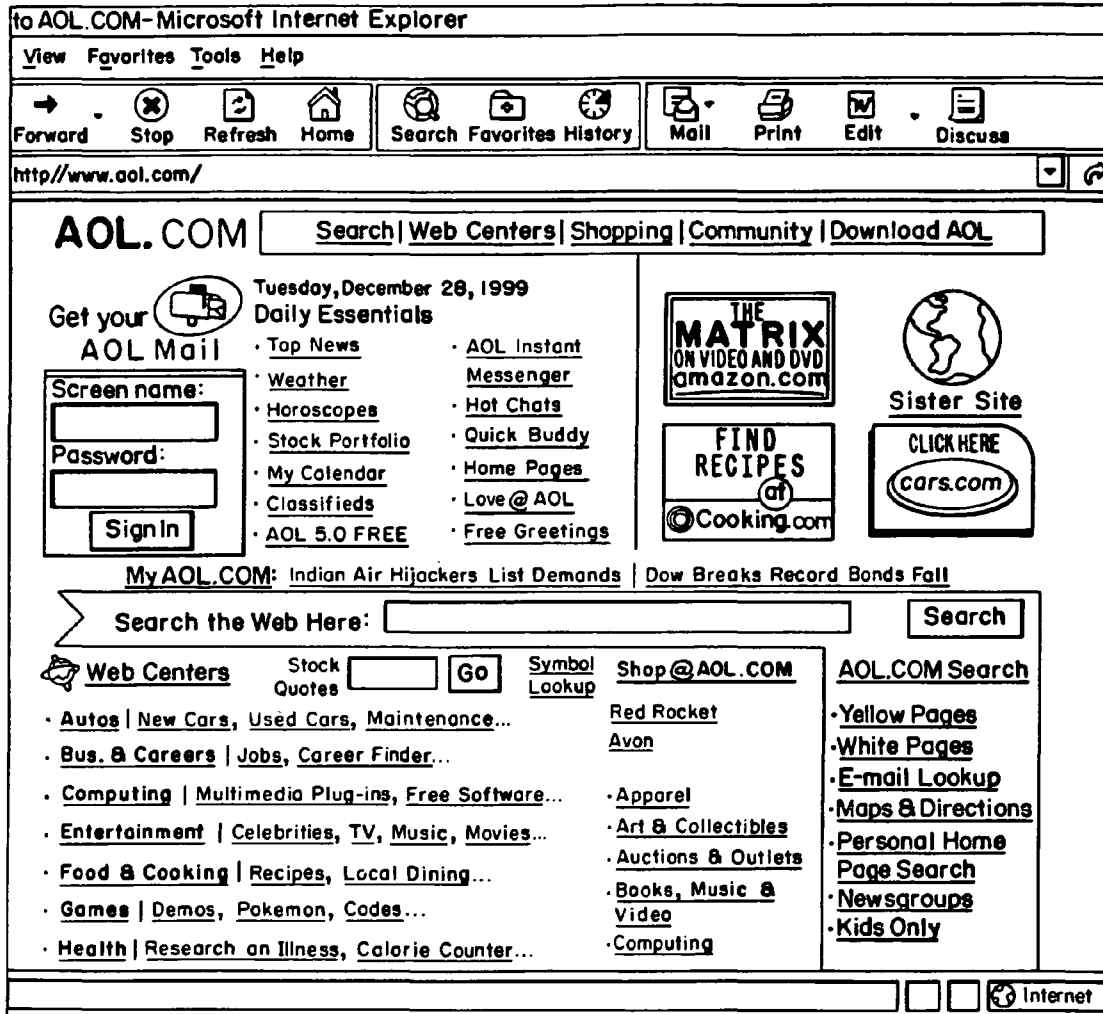 to AOL.COM-Microsoft Internet Explorer
View Favorites Tools Help
Forward Stop Refresh Home Search Favorites History Mail Print Edit Discuss
http//www.aol.com/
AOL.COM Search | Web Centers | Shopping | Community | Download AOL
Get your
AOL Mail
Screen name:
Password:
Sign In
Tuesday, December 28, 1999
Daily Essentials
· Top News
· Weather
· Horoscopes
· Stock Portfolio
· My Calendar
· Classifieds
· AOL 5.0 FREE
· AOL Instant
Messenger
· Hot Chats
· Quick Buddy
· Home Pages
· Love@AOL
· Free Greetings
THE
MATRIX
ON VIDEO AND DVD
amazon.com
Sister Site
FIND
RECIPES
at
Cooking.com
CLICK HERE
cars.com
My AOL.COM: Indian Air Hijackers List Demands | Dow Breaks Record Bonds Fall
Search the Web Here: Search
Web Centers Stock
Quotes Go Symbol
Lookup
· Autos | New Cars, Used Cars, Maintenance...
· Bus. & Careers | Jobs, Career Finder...
· Computing | Multimedia Plug-ins, Free Software...
· Entertainment | Celebrities, TV, Music, Movies...
· Food & Cooking | Recipes, Local Dining...
· Games | Demos, Pokemon, Codes...
· Health | Research an Illness, Calorie Counter...
Shop@AOL.COM
Red Rocket
Avon
· Apparel
· Art & Collectibles
· Auctions & Outlets
· Books, Music &
Video
· Computing
AOL.COM Search
· Yellow Pages
· White Pages
· E-mail Lookup
· Maps & Directions
· Personal Home
Page Search
· Newsgroups
· Kids Only
Internet